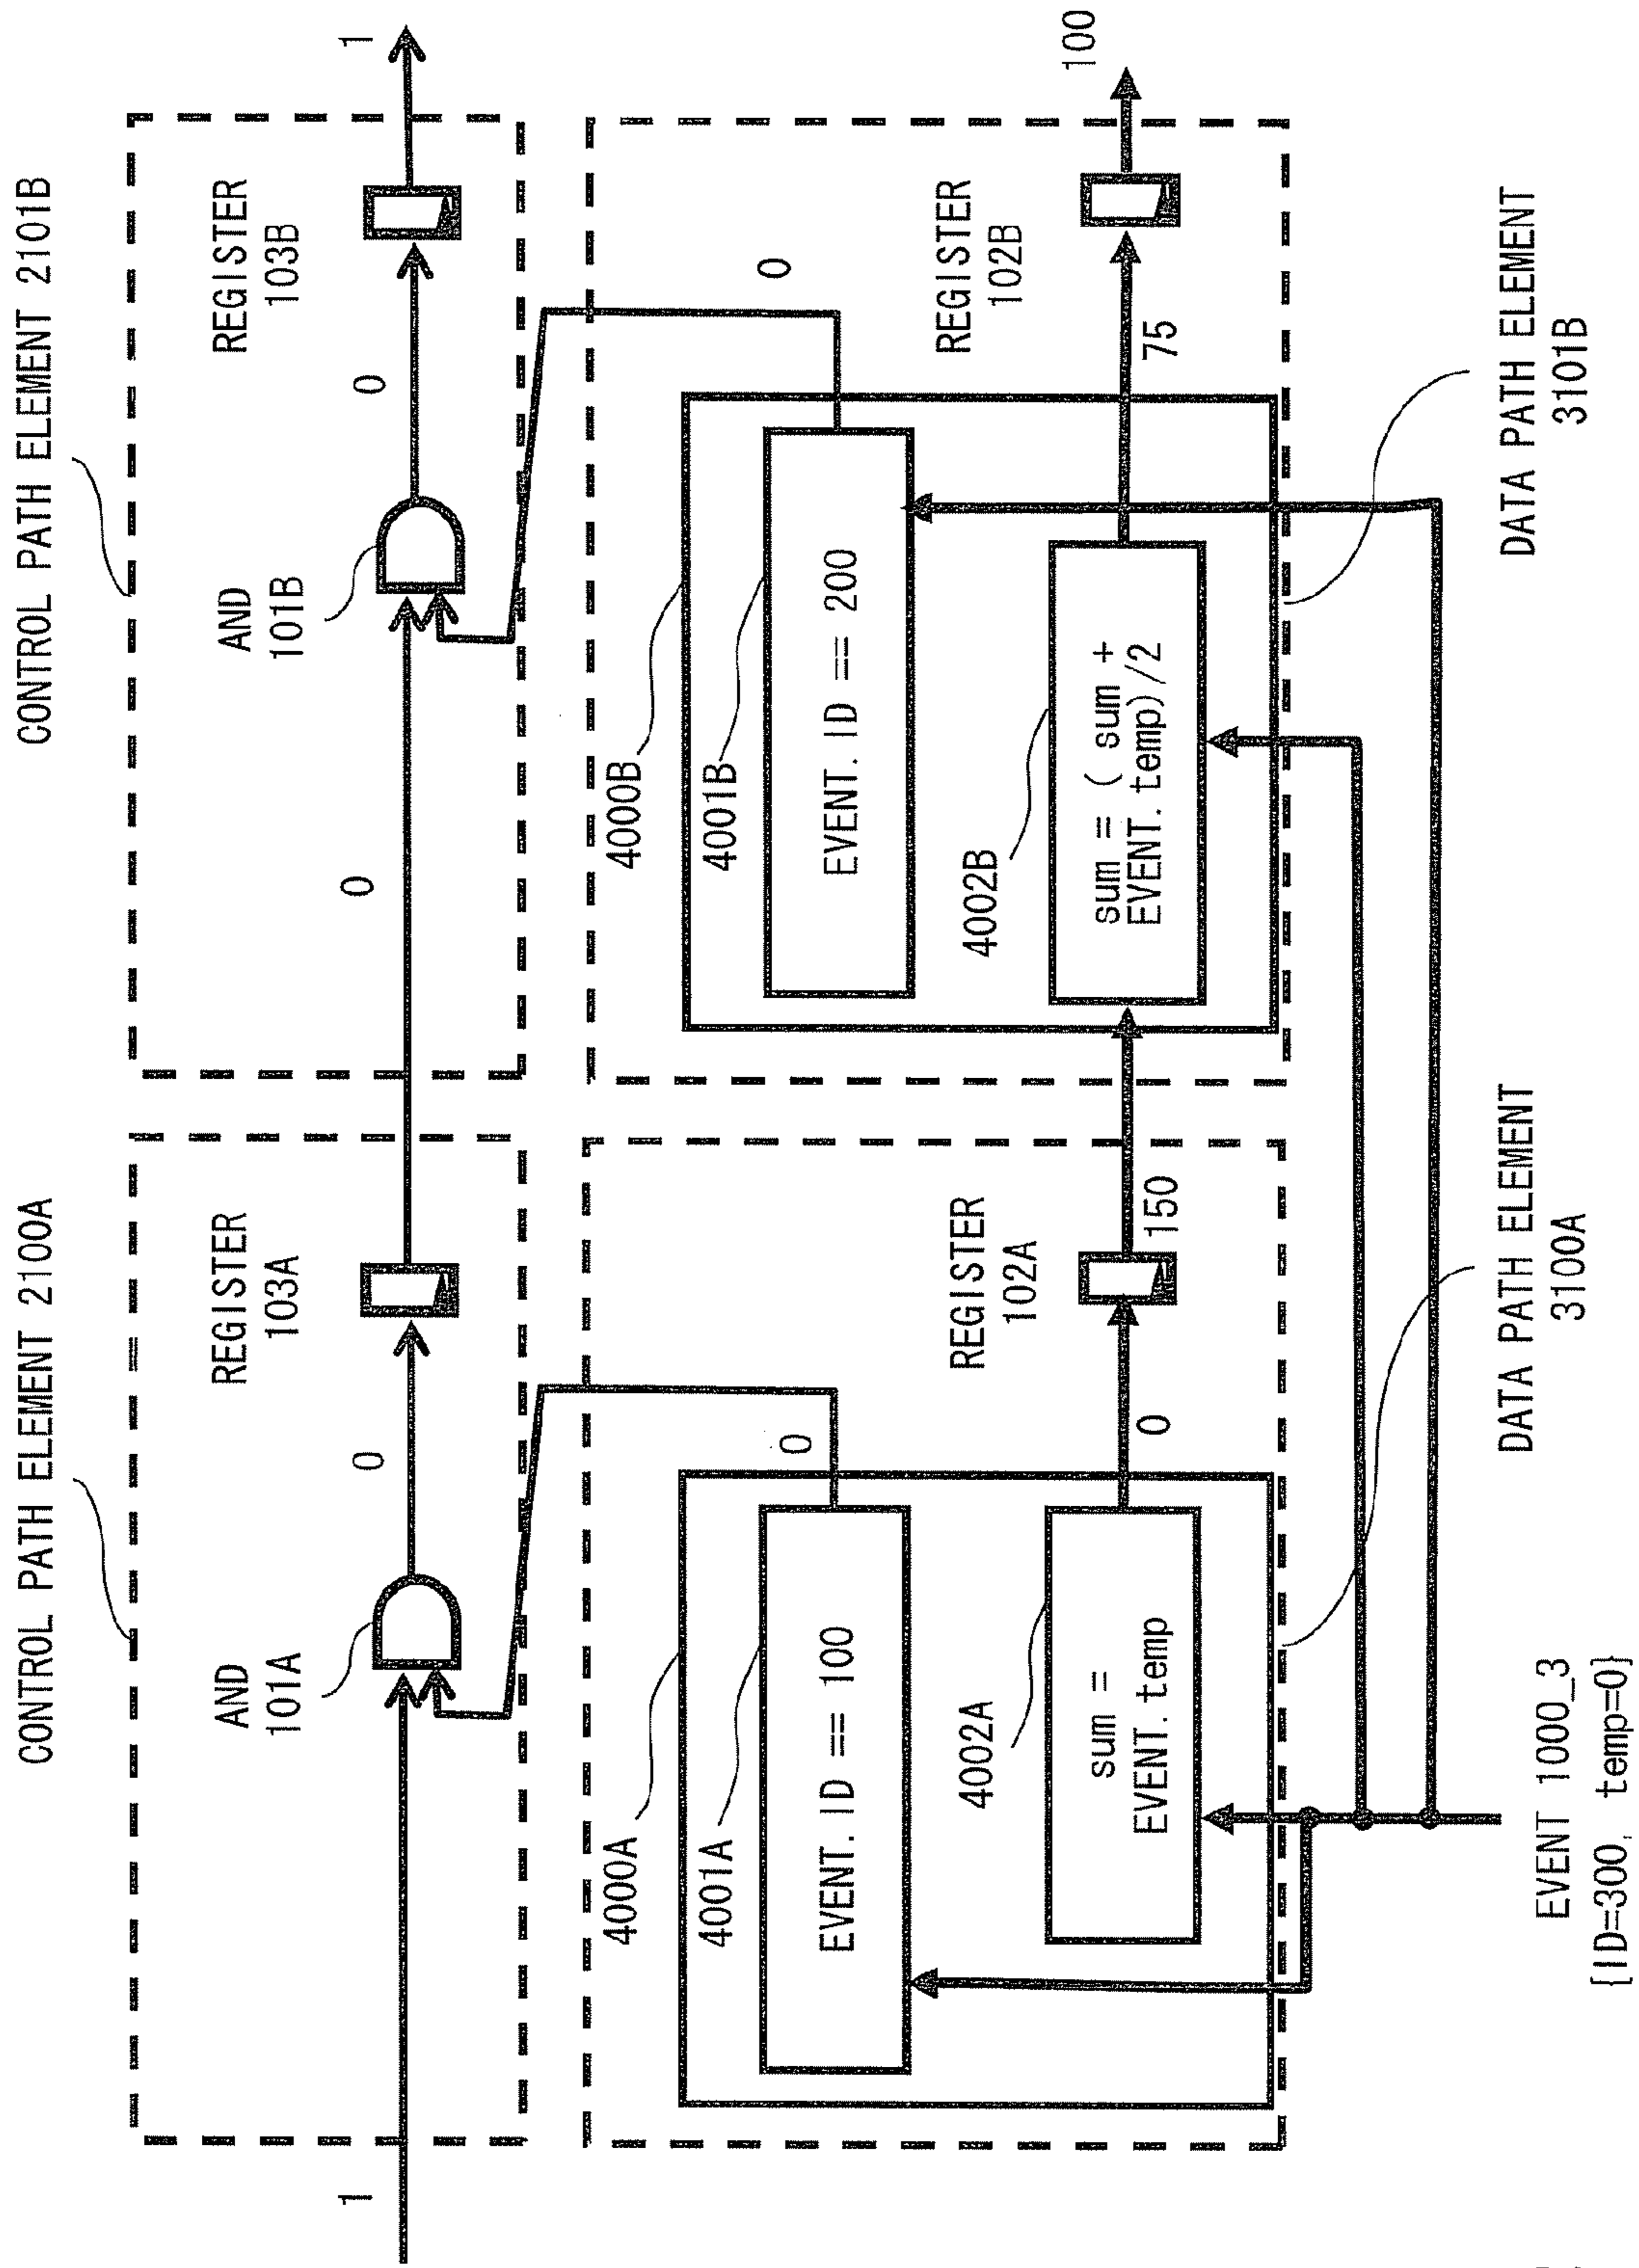 CONTROL PATH ELEMENT 2100A
CONTROL PATH ELEMENT 2101B
1
AND
101A
0
REGISTER
103A
0
AND
101B
0
REGISTER
103B
1
4000A
4001A
EVENT. ID == 100
0
4002A
sum =
EVENT. temp
0
REGISTER
102A
150
4000B
4001B
EVENT. ID == 200
0
4002B
sum = ( sum +
EVENT. temp)/2
75
REGISTER
102B
100
EVENT 1000_3
{ID=300, temp=0}
DATA PATH ELEMENT
3100A
DATA PATH ELEMENT
3101B